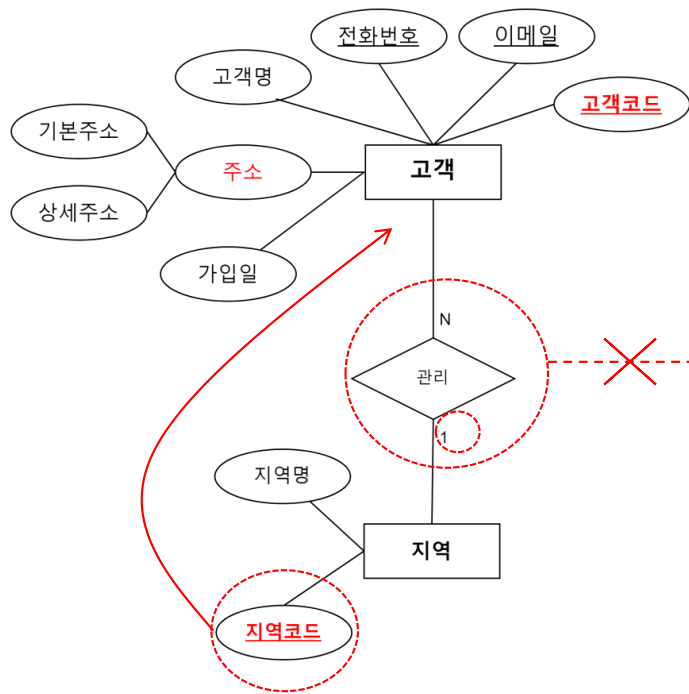 전화번호
이메일
고객명
고객코드
기본주소
주소
고객
상세주소
가입일
N
관리
1
지역명
지역
지역코드